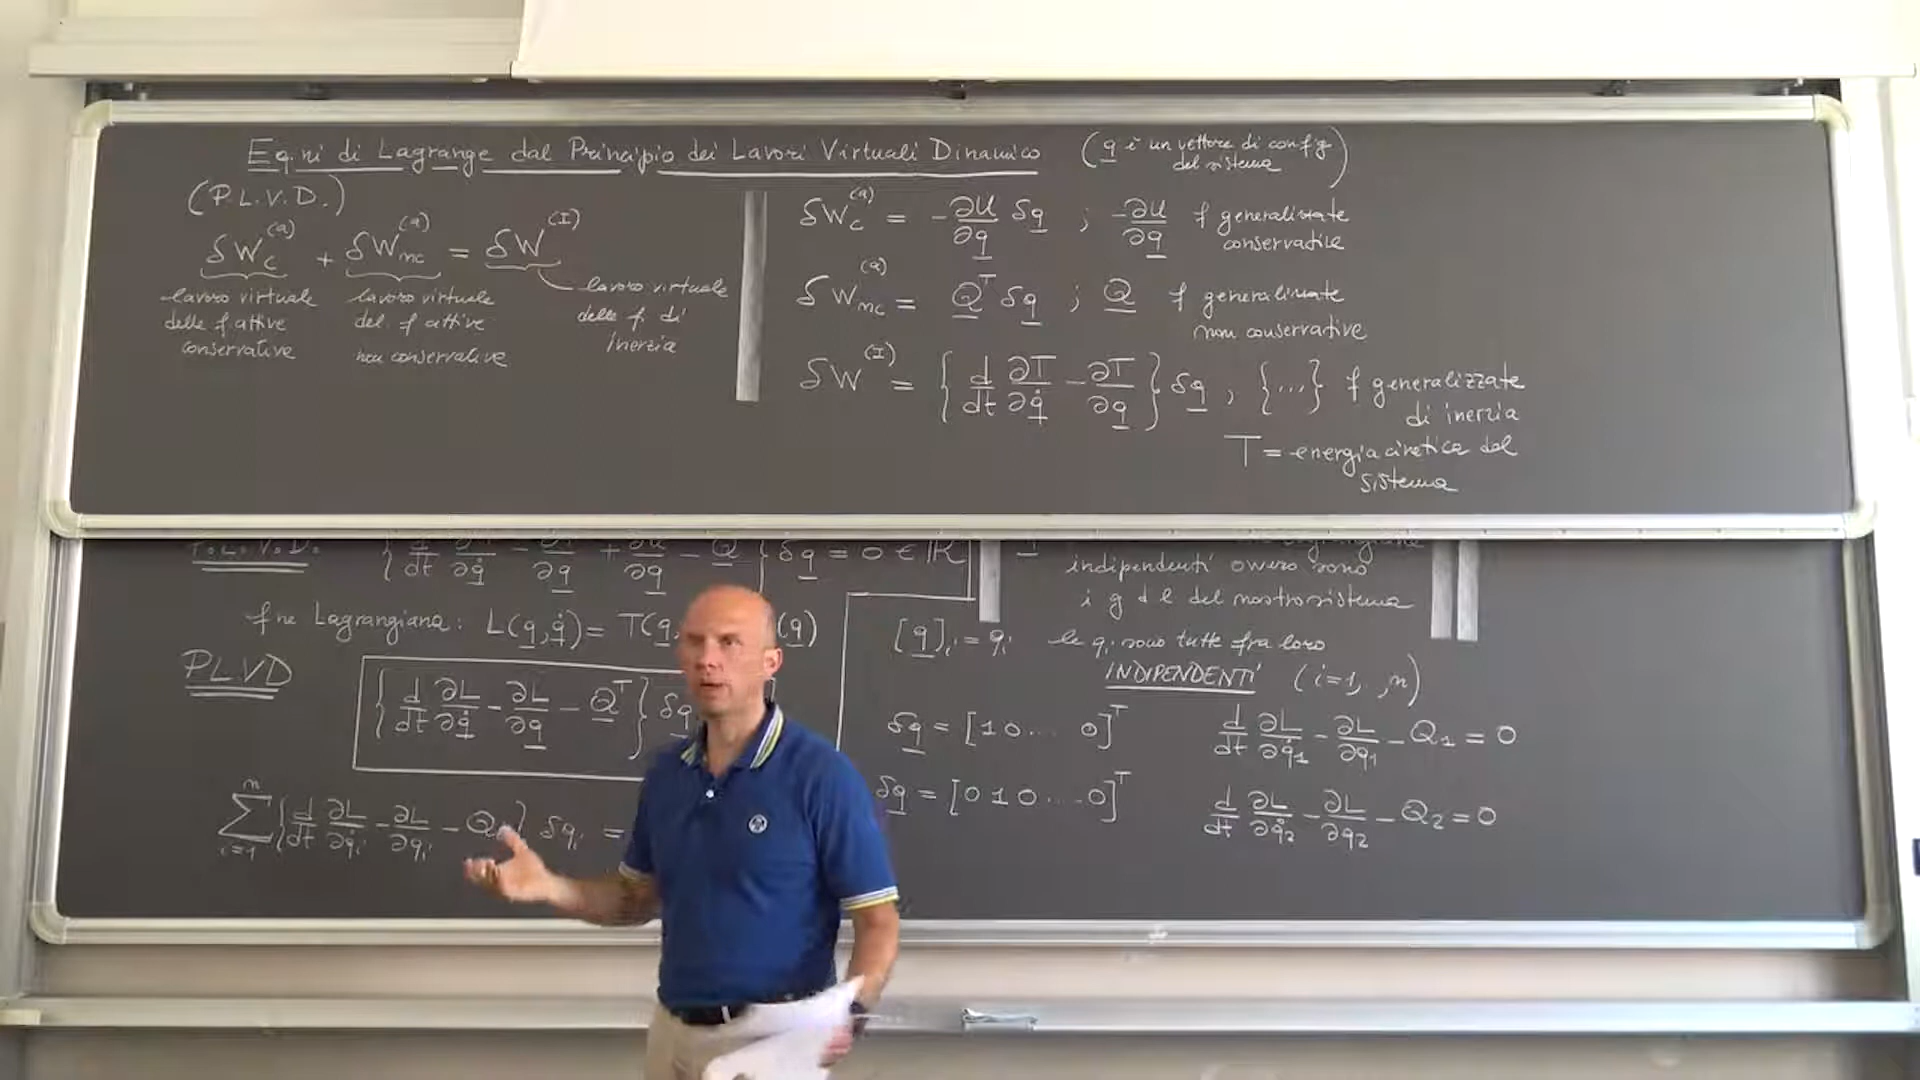 Eq.ni di Lagrange dal Principio dei Lavori Virtuali Dinamico
(q è un vettore di config del sistema)
(P.L.V.D.)
δW_c^(a) + δW_mc^(a) = δW^(I)
lavoro virtuale delle f. attive conservative
lavoro virtuale del. f attive non conservative
lavoro virtuale delle f. di inerzia
δW_c^(a) = -∂U/∂q δq ; -∂U/∂q f generalizzate conservative
δW_mc^(a) = Q^T δq ; Q f generalizzate non conservative
δW^(I) = {d/dt ∂T/∂q̇ - ∂T/∂q} δq , {...} f generalizzate di inerzia
T = energia cinetica del sistema
{d/dt ∂T/∂q̇ - ∂T/∂q + ∂U/∂q - Q } δq = 0 ∈ ℝ
f ne Lagrangiana: L(q,q̇) = T(q, (q)
PLVD
{d/dt ∂L/∂q̇ - ∂L/∂q - Q^T} δq
∑_{i=1}^n {d/dt ∂L/∂q̇_i - ∂L/∂q_i - Q } δq_i =
indipendenti ovvero sono
i g d l del nostro sistema
[q]_i = q_i le q_i sono tutte fra loro
INDIPENDENTI (i=1,..,n)
δq = [1 0 ... 0]^T d/dt ∂L/∂q̇_1 - ∂L/∂q_1 - Q_1 = 0
δq = [0 1 0 ... 0]^T d/dt ∂L/∂q̇_2 - ∂L/∂q_2 - Q_2 = 0